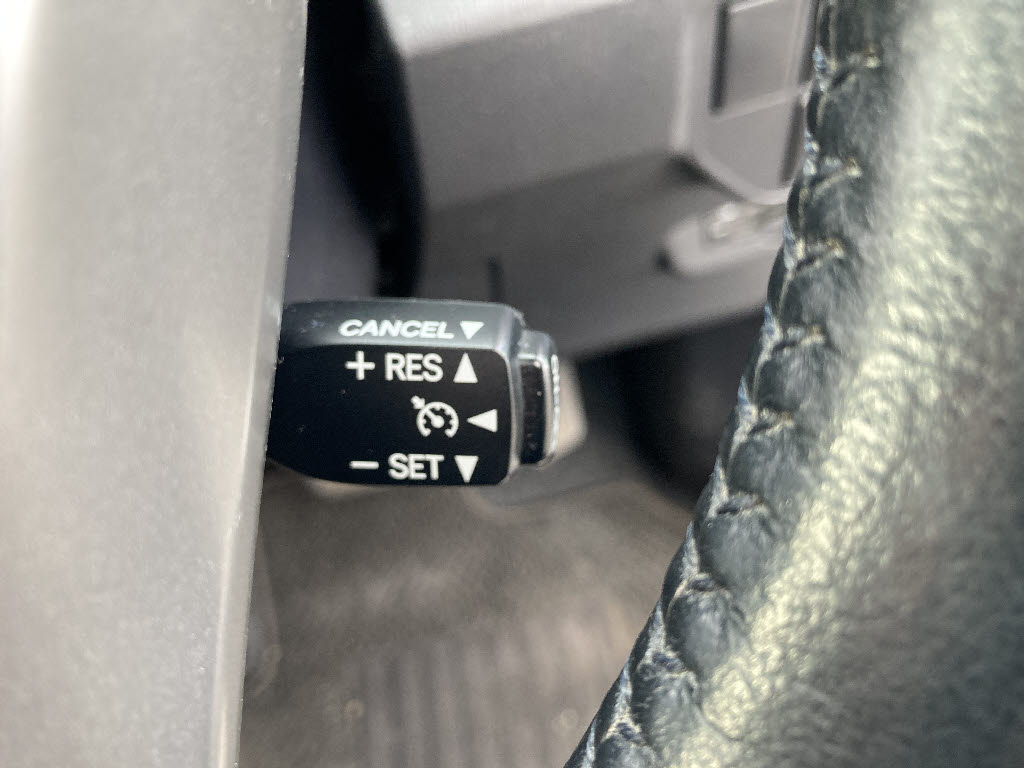 CANCEL▼
+ RES ▲
◀
− SET ▼